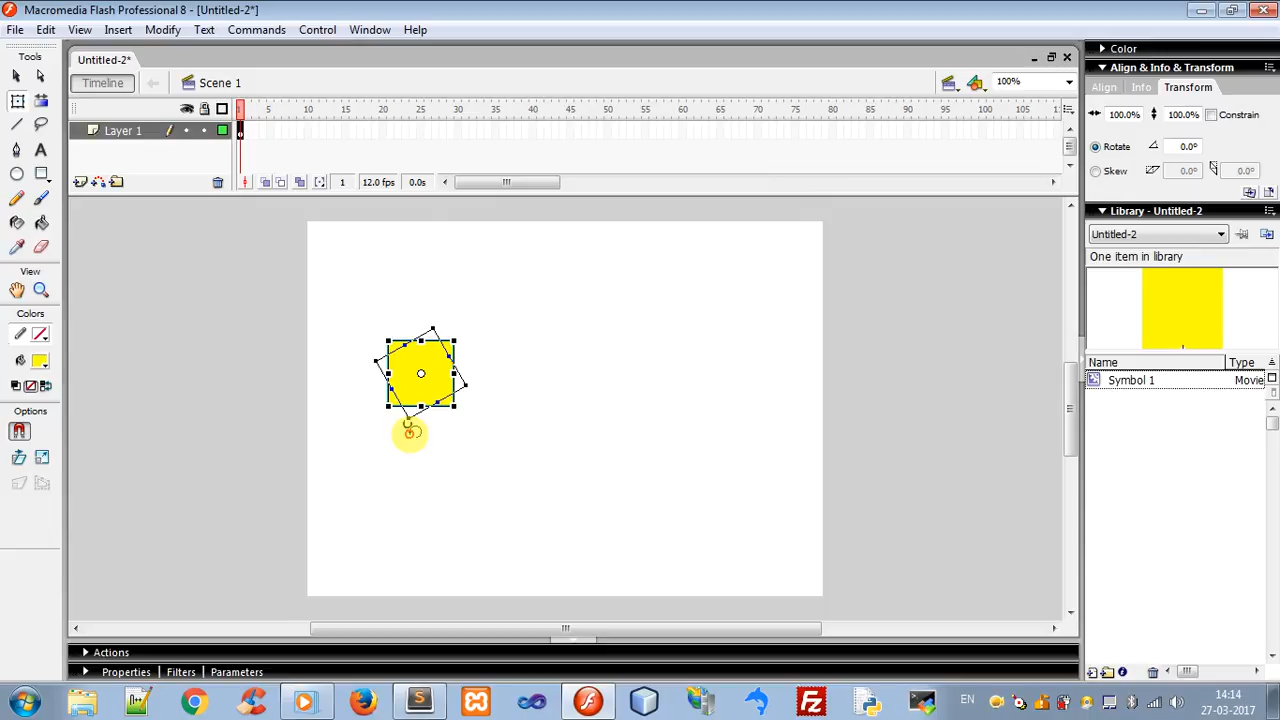 Macromedia Flash Professional 8 - [Untitled-2*]
File Edit View Insert Modify Text Commands Control Window Help
Tools
Untitled-2*
Timeline
Scene 1
100%
1 5 10 15 20 25 30 35 40 45 50 55 60 65 70 75 80 85 90 95 100 105
Layer 1
1 12.0 fps 0.0s
View
Colors
Options
Color
Align & Info & Transform
Align Info Transform
100.0% 100.0% Constrain
Rotate 0.0°
Skew 0.0° 0.0°
Library - Untitled-2
Untitled-2
One item in library
Name Type
Symbol 1 Movie
Actions
Properties Filters Parameters
EN
14:14
27-03-2017